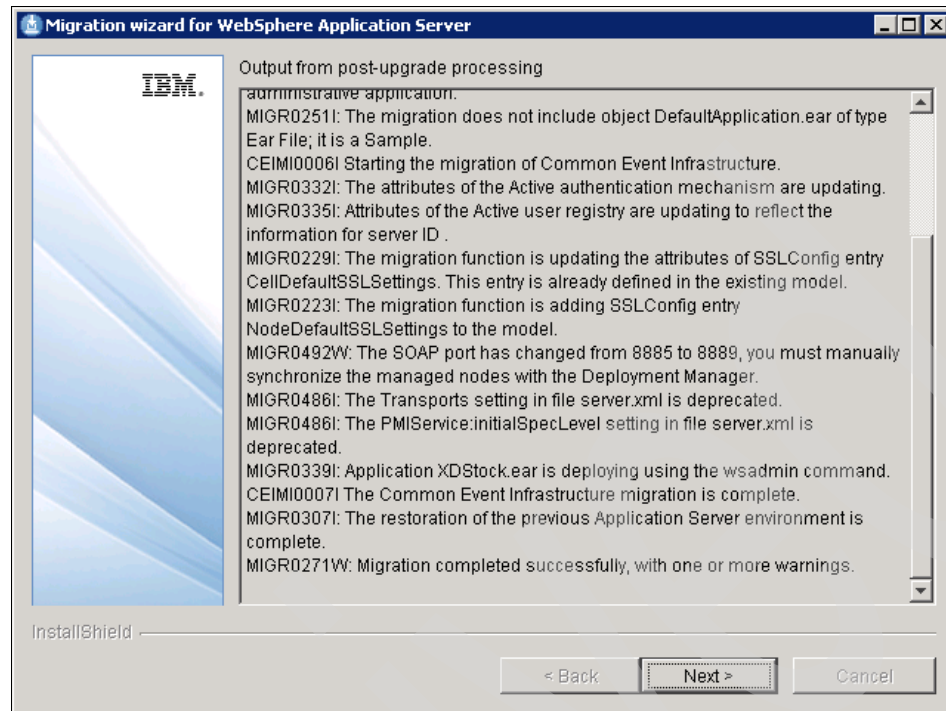 Migration wizard for WebSphere Application Server
IBM.
Output from post-upgrade processing
administrative application.
MIGR0251I: The migration does not include object DefaultApplication.ear of type
Ear File; it is a Sample.
CEIMI0006I Starting the migration of Common Event Infrastructure.
MIGR0332I: The attributes of the Active authentication mechanism are updating.
MIGR0335I: Attributes of the Active user registry are updating to reflect the
information for server ID .
MIGR0229I: The migration function is updating the attributes of SSLConfig entry
CellDefaultSSLSettings. This entry is already defined in the existing model.
MIGR0223I: The migration function is adding SSLConfig entry
NodeDefaultSSLSettings to the model.
MIGR0492W: The SOAP port has changed from 8885 to 8889, you must manually
synchronize the managed nodes with the Deployment Manager.
MIGR0486I: The Transports setting in file server.xml is deprecated.
MIGR0486I: The PMIService:initialSpecLevel setting in file server.xml is
deprecated.
MIGR0339I: Application XDStock.ear is deploying using the wsadmin command.
CEIMI0007I The Common Event Infrastructure migration is complete.
MIGR0307I: The restoration of the previous Application Server environment is
complete.
MIGR0271W: Migration completed successfully, with one or more warnings.
InstallShield
< Back
Next >
Cancel